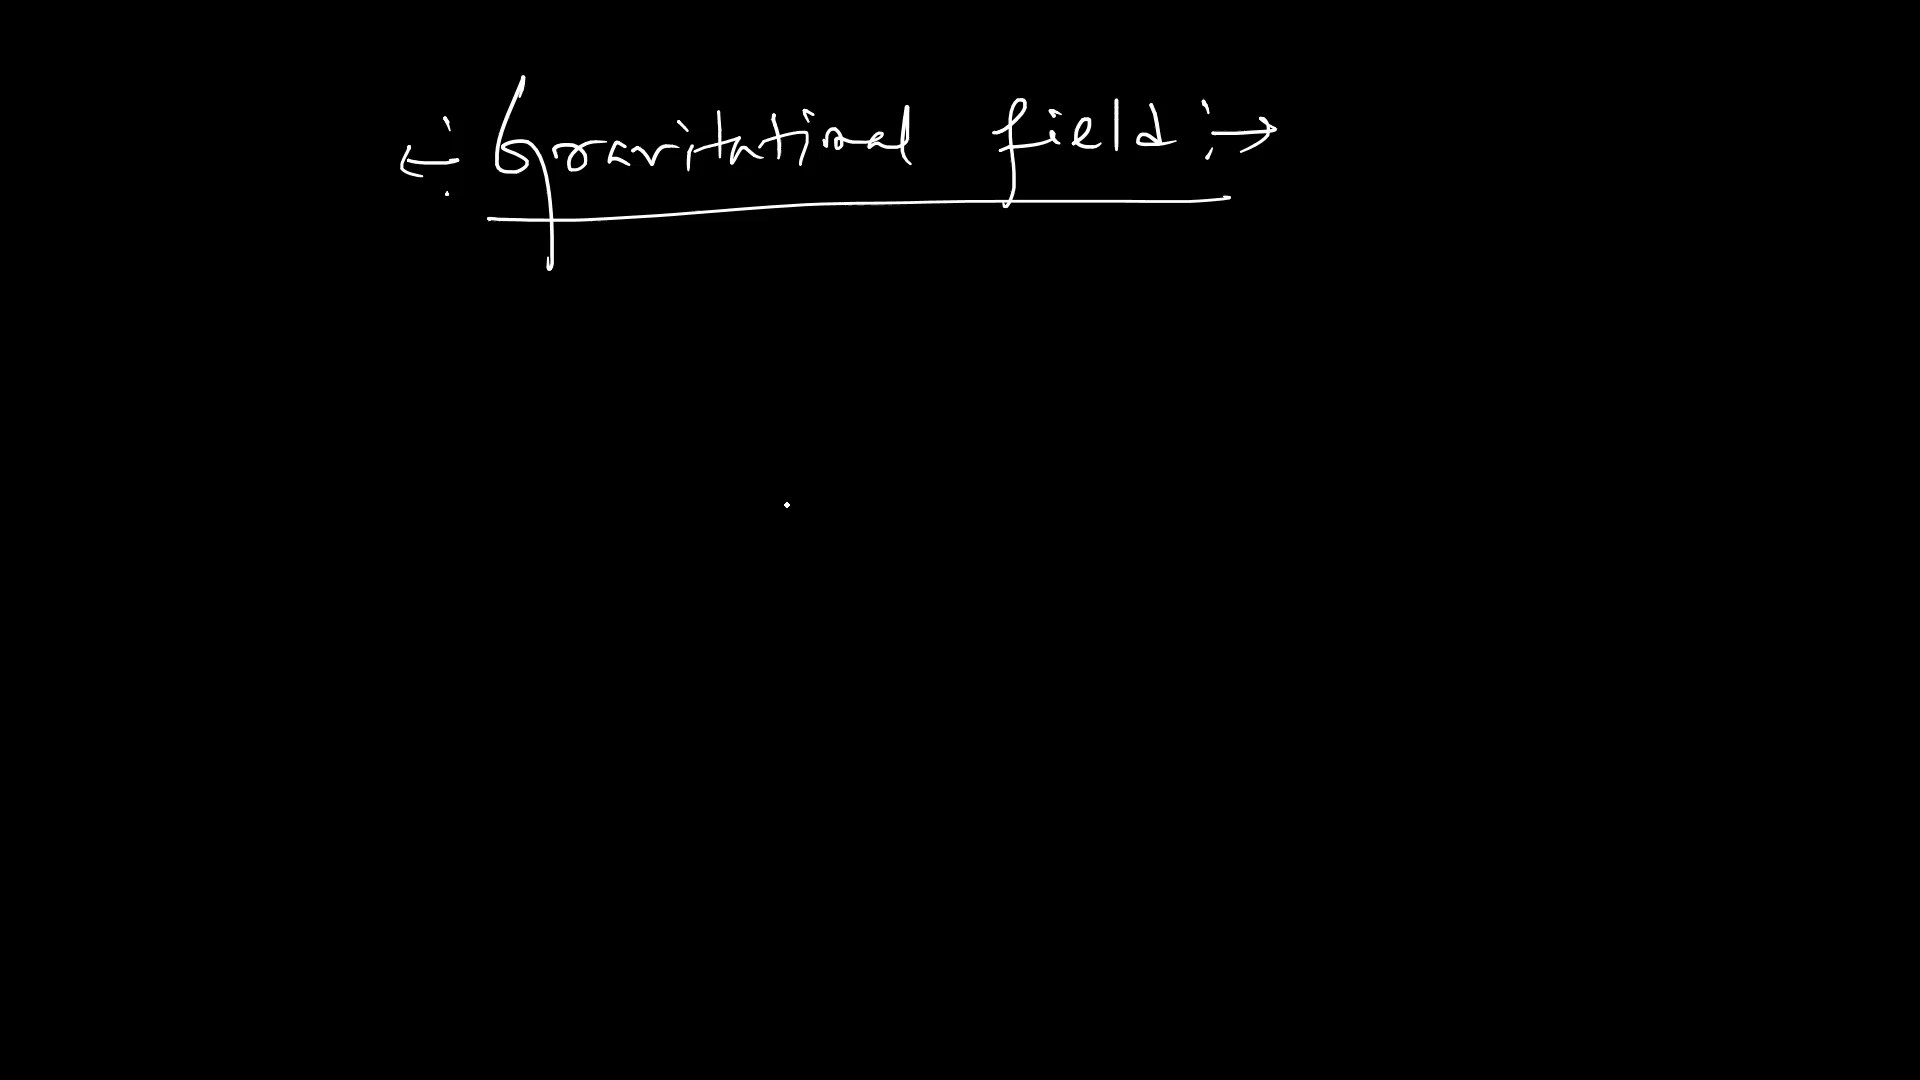 ←:- Gravitational field :→